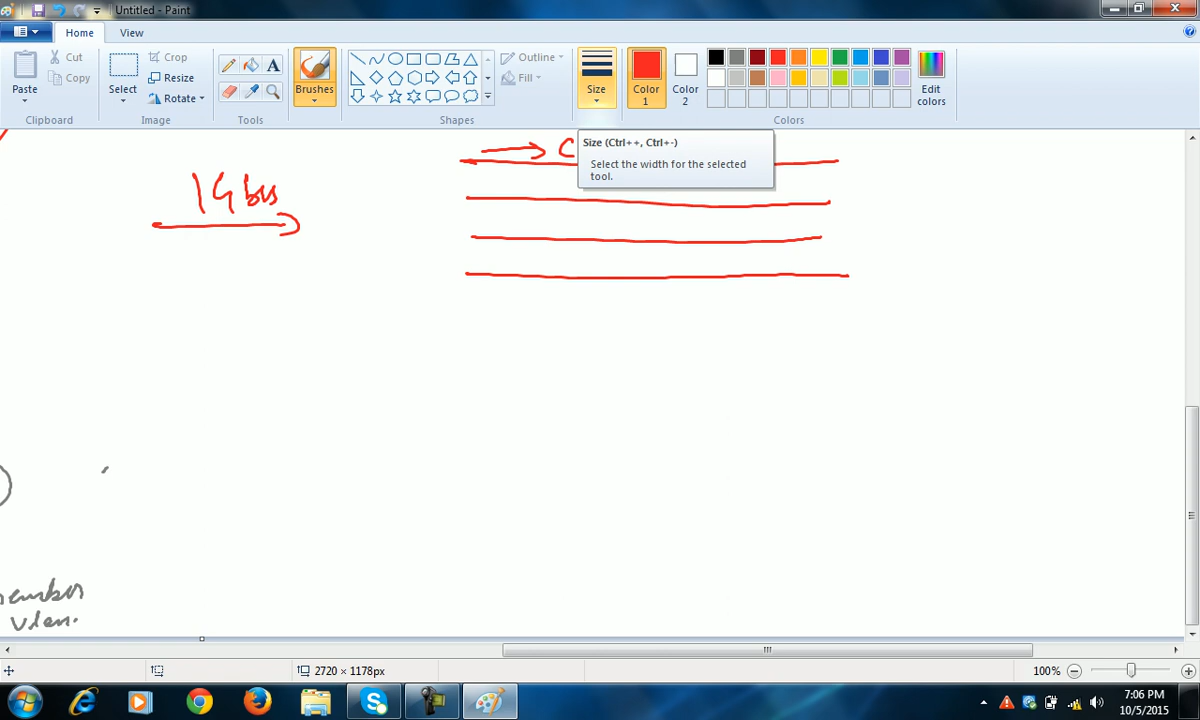 Untitled - Paint
Home
View
Paste
Cut
Copy
Clipboard
Select
Crop
Resize
Rotate
Image
A
Tools
Brushes
Outline
Fill
Shapes
Size
Color
1
Color
2
Edit
colors
Colors
Size (Ctrl++, Ctrl+-)
Select the width for the selected
tool.
C
vlan.
2720 × 1178px
100%
7:06 PM
10/5/2015